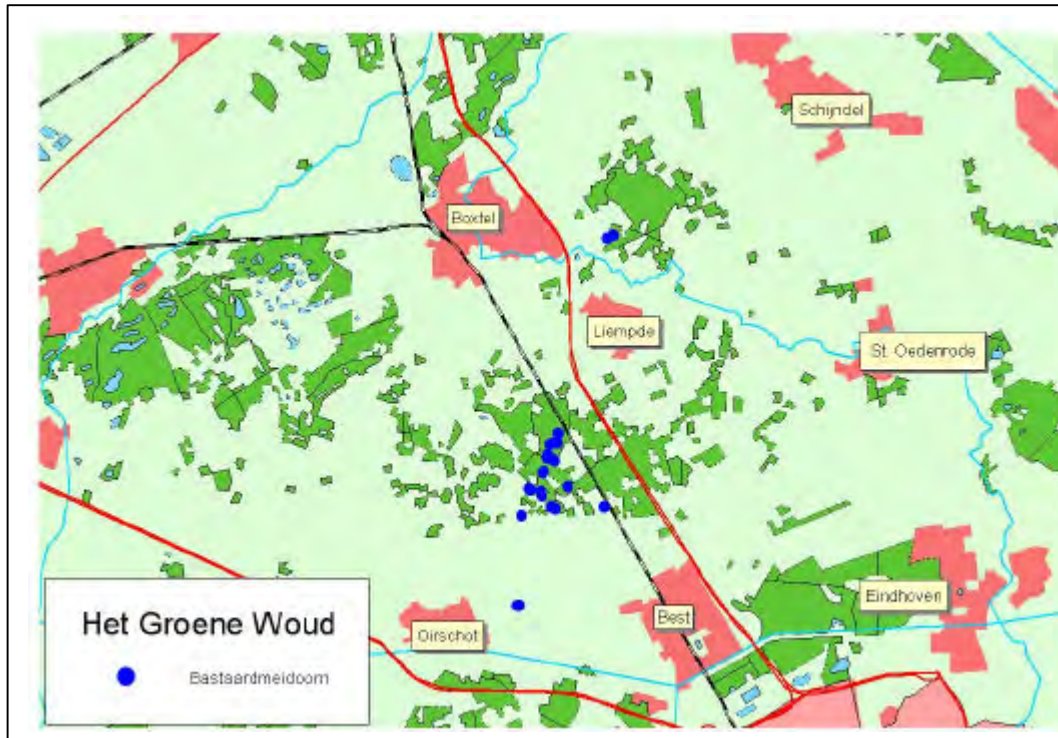 Schijndel
Boxtel
Liempde
St. Oedenrode
Eindhoven
Best
Oirschot
Het Groene Woud
Bastaardmeidoorn